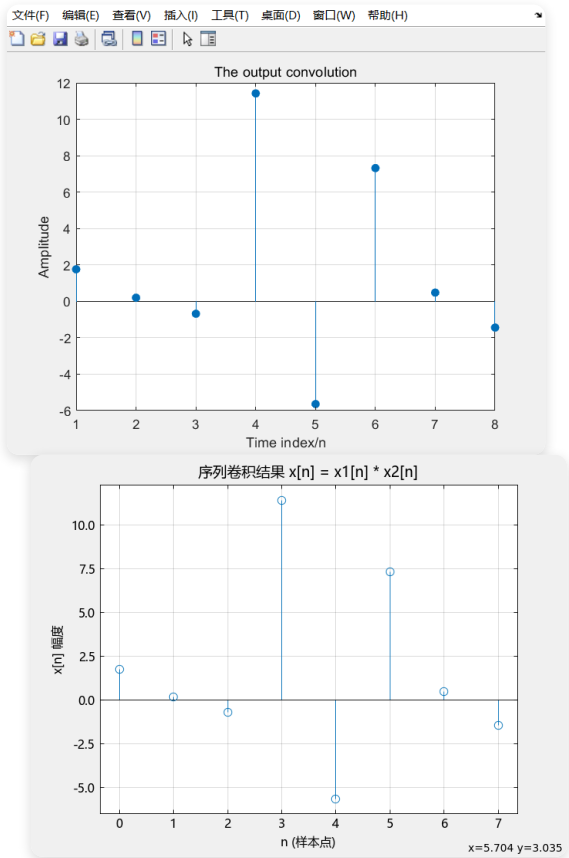 文件(F) 编辑(E) 查看(V) 插入(I) 工具(T) 桌面(D) 窗口(W) 帮助(H)
The output convolution
12
10
8
6
4
2
0
-2
-4
-6
Amplitude
1 2 3 4 5 6 7 8
Time index/n
序列卷积结果 x[n] = x1[n] * x2[n]
10.0
7.5
5.0
2.5
0.0
-2.5
-5.0
x[n] 幅度
0 1 2 3 4 5 6 7
n (样本点)
x=5.704 y=3.035